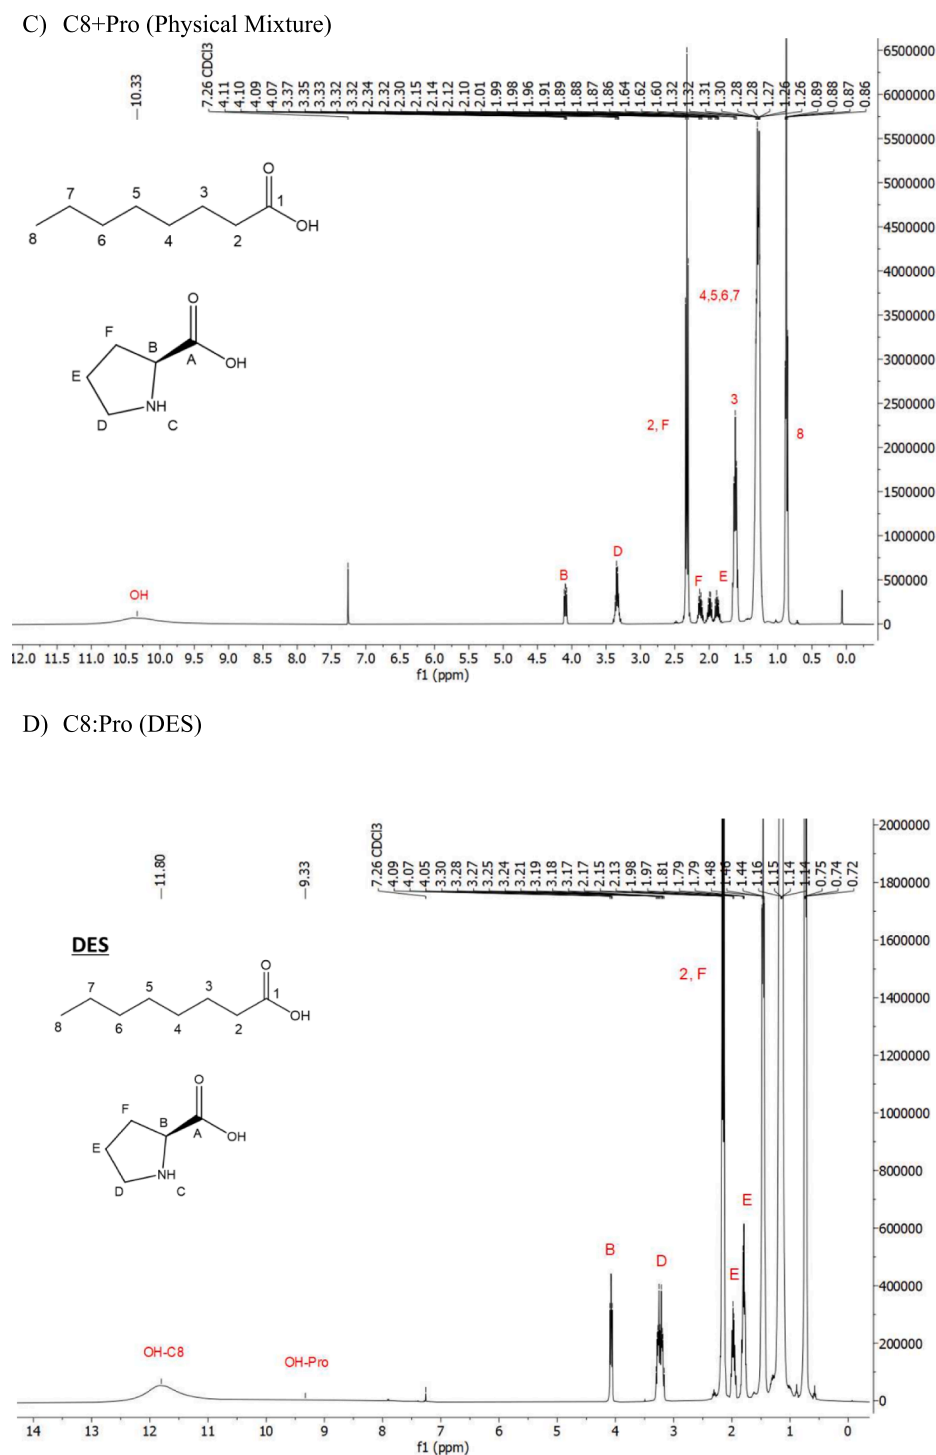 C) C8+Pro (Physical Mixture)
10.33
7.26 CDCl3
4.11
4.10
4.09
4.07
3.37
3.35
3.33
3.32
3.32
2.34
2.32
2.30
2.15
2.14
2.12
2.10
2.01
1.99
1.98
1.96
1.91
1.89
1.88
1.87
1.86
1.64
1.62
1.60
1.32
1.32
1.31
1.30
1.28
1.28
1.27
1.26
1.26
0.89
0.88
0.87
0.86
6500000
6000000
5500000
5000000
4500000
4000000
3500000
3000000
2500000
2000000
1500000
1000000
500000
0
O
7 5 3 1
OH
8 6 4 2
O
F
B
A
OH
E
NH
D C
4,5,6,7
3
2, F
8
D
B
F E
OH
12.0 11.5 11.0 10.5 10.0 9.5 9.0 8.5 8.0 7.5 7.0 6.5 6.0 5.5 5.0 4.5 4.0 3.5 3.0 2.5 2.0 1.5 1.0 0.5 0.0
f1 (ppm)
D) C8:Pro (DES)
11.80
9.33
7.26 CDCl3
4.09
4.07
4.05
3.30
3.28
3.27
3.25
3.24
3.21
3.19
3.18
3.17
2.17
2.15
2.13
1.98
1.97
1.81
1.79
1.79
1.48
1.46
1.44
1.16
1.15
1.14
1.14
0.75
0.74
0.72
2000000
1800000
1600000
1400000
1200000
1000000
800000
600000
400000
200000
0
DES
O
7 5 3 1
OH
8 6 4 2
2, F
O
F
B
A
OH
E
NH
D C
E
B
D
E
OH-C8
OH-Pro
14 13 12 11 10 9 8 7 6 5 4 3 2 1 0
f1 (ppm)